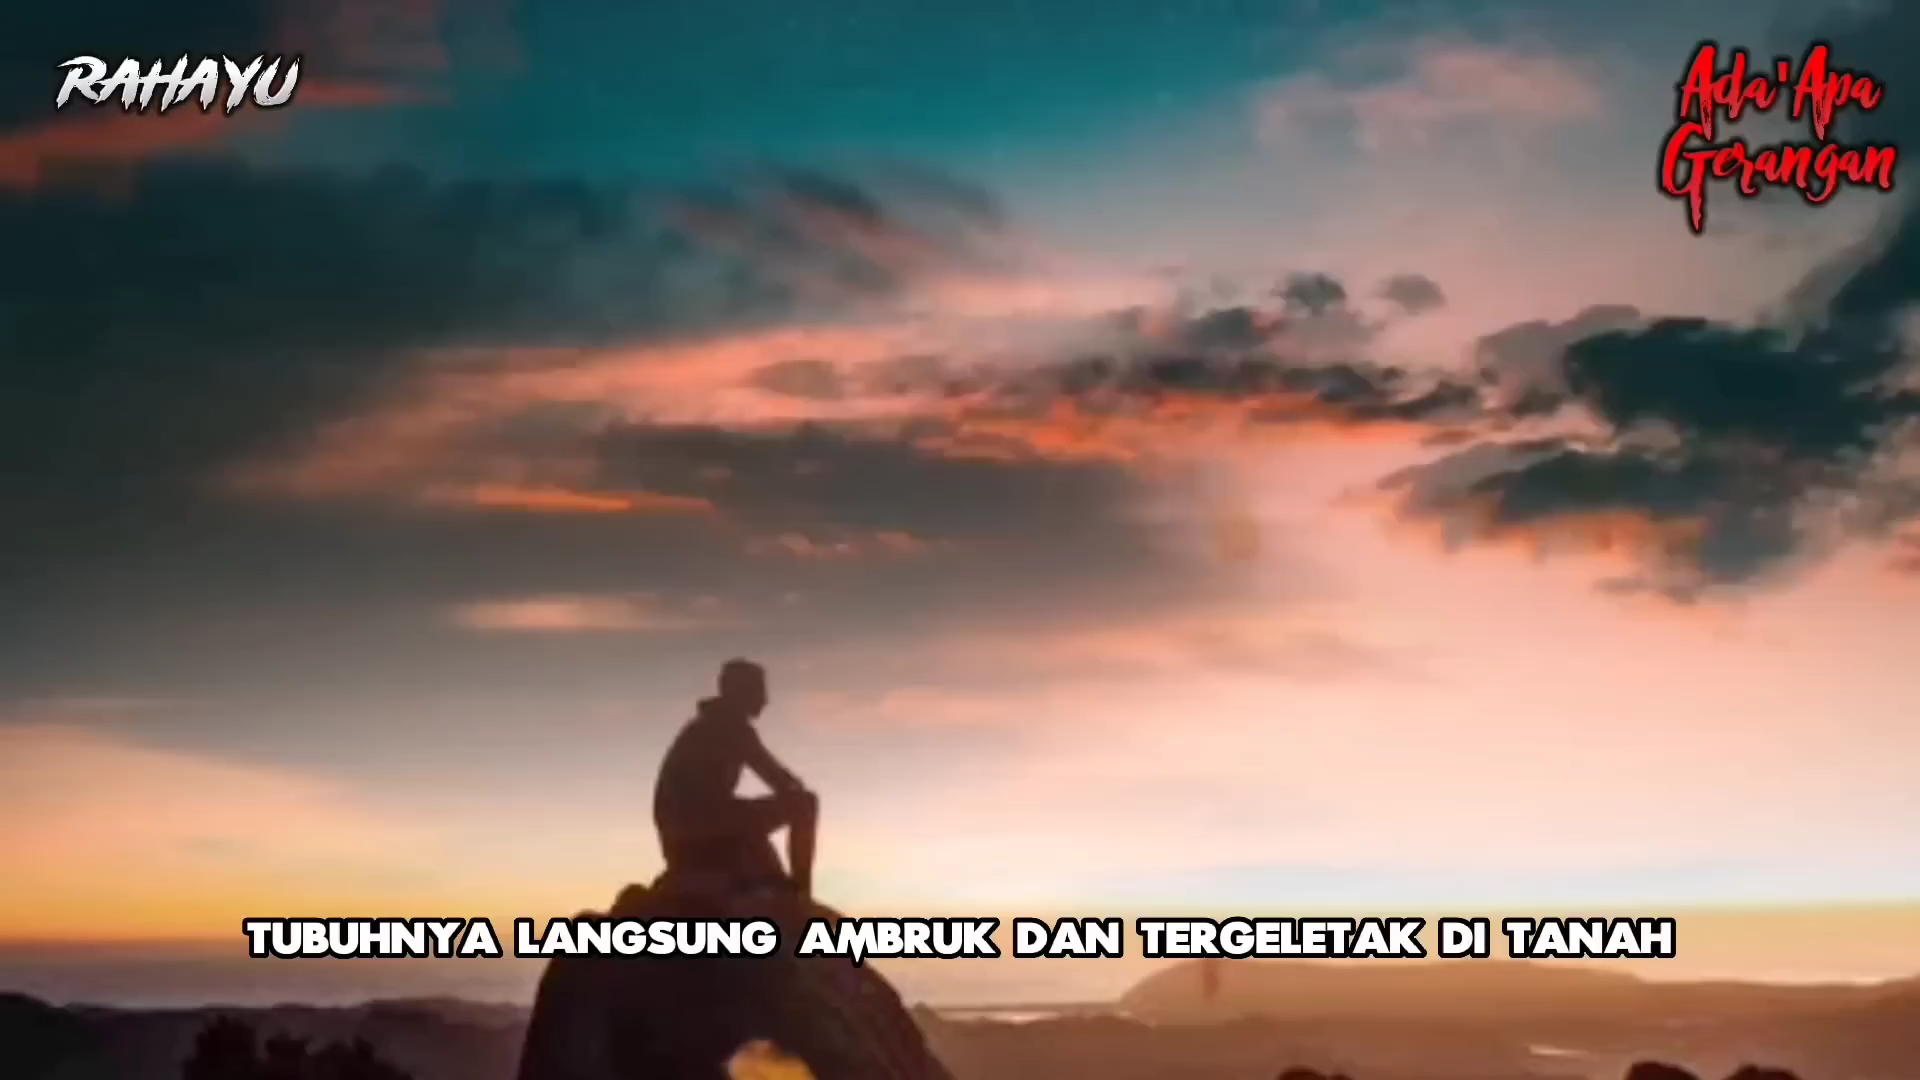 RAHAYU
Ada'Apa
Gerangan
TUBUHNYA LANGSUNG AMBRUK DAN TERGELETAK DI TANAH